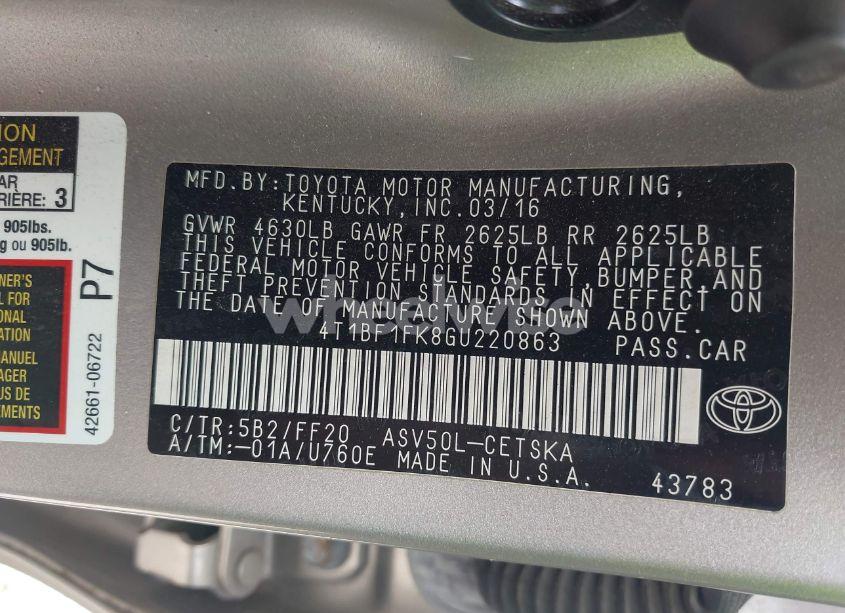 ION
GEMENT
AR
RIÈRE: 3
905lbs.
g ou 905lb.
NER'S
L FOR
ONAL
ATION
ANUEL
AGER
US DE
EMENTS
P7
42661-06722
MFD.BY:TOYOTA MOTOR MANUFACTURING,
KENTUCKY,INC.03/16
GVWR 4630LB GAWR FR 2625LB RR 2625LB
THIS VEHICLE CONFORMS TO ALL APPLICABLE
FEDERAL MOTOR VEHICLE SAFETY,BUMPER,AND
THEFT PREVENTION STANDARDS IN EFFECT ON
THE DATE OF MANUFACTURE SHOWN ABOVE.
4T1BF1FK8GU220863 PASS.CAR
C/TR:5B2/FF20 ASV50L-CETSKA
A/TM:-01A/U760E MADE IN U.S.A.
43783